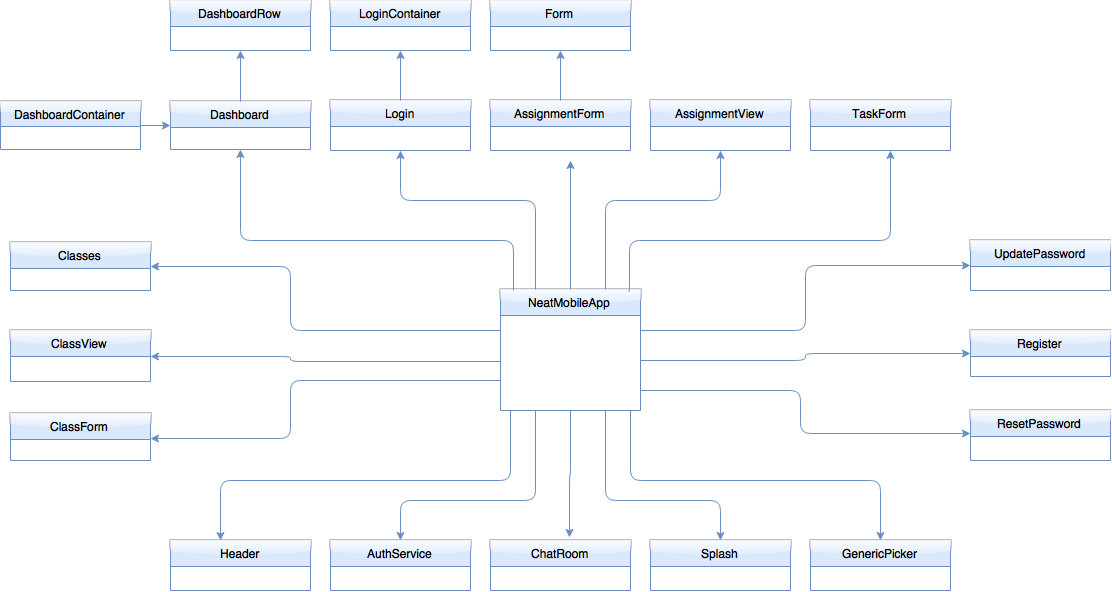 DashboardRow
LoginContainer
Form
DashboardContainer
Dashboard
Login
AssignmentForm
AssignmentView
TaskForm
Classes
UpdatePassword
NeatMobileApp
ClassView
Register
ClassForm
ResetPassword
Header
AuthService
ChatRoom
Splash
GenericPicker